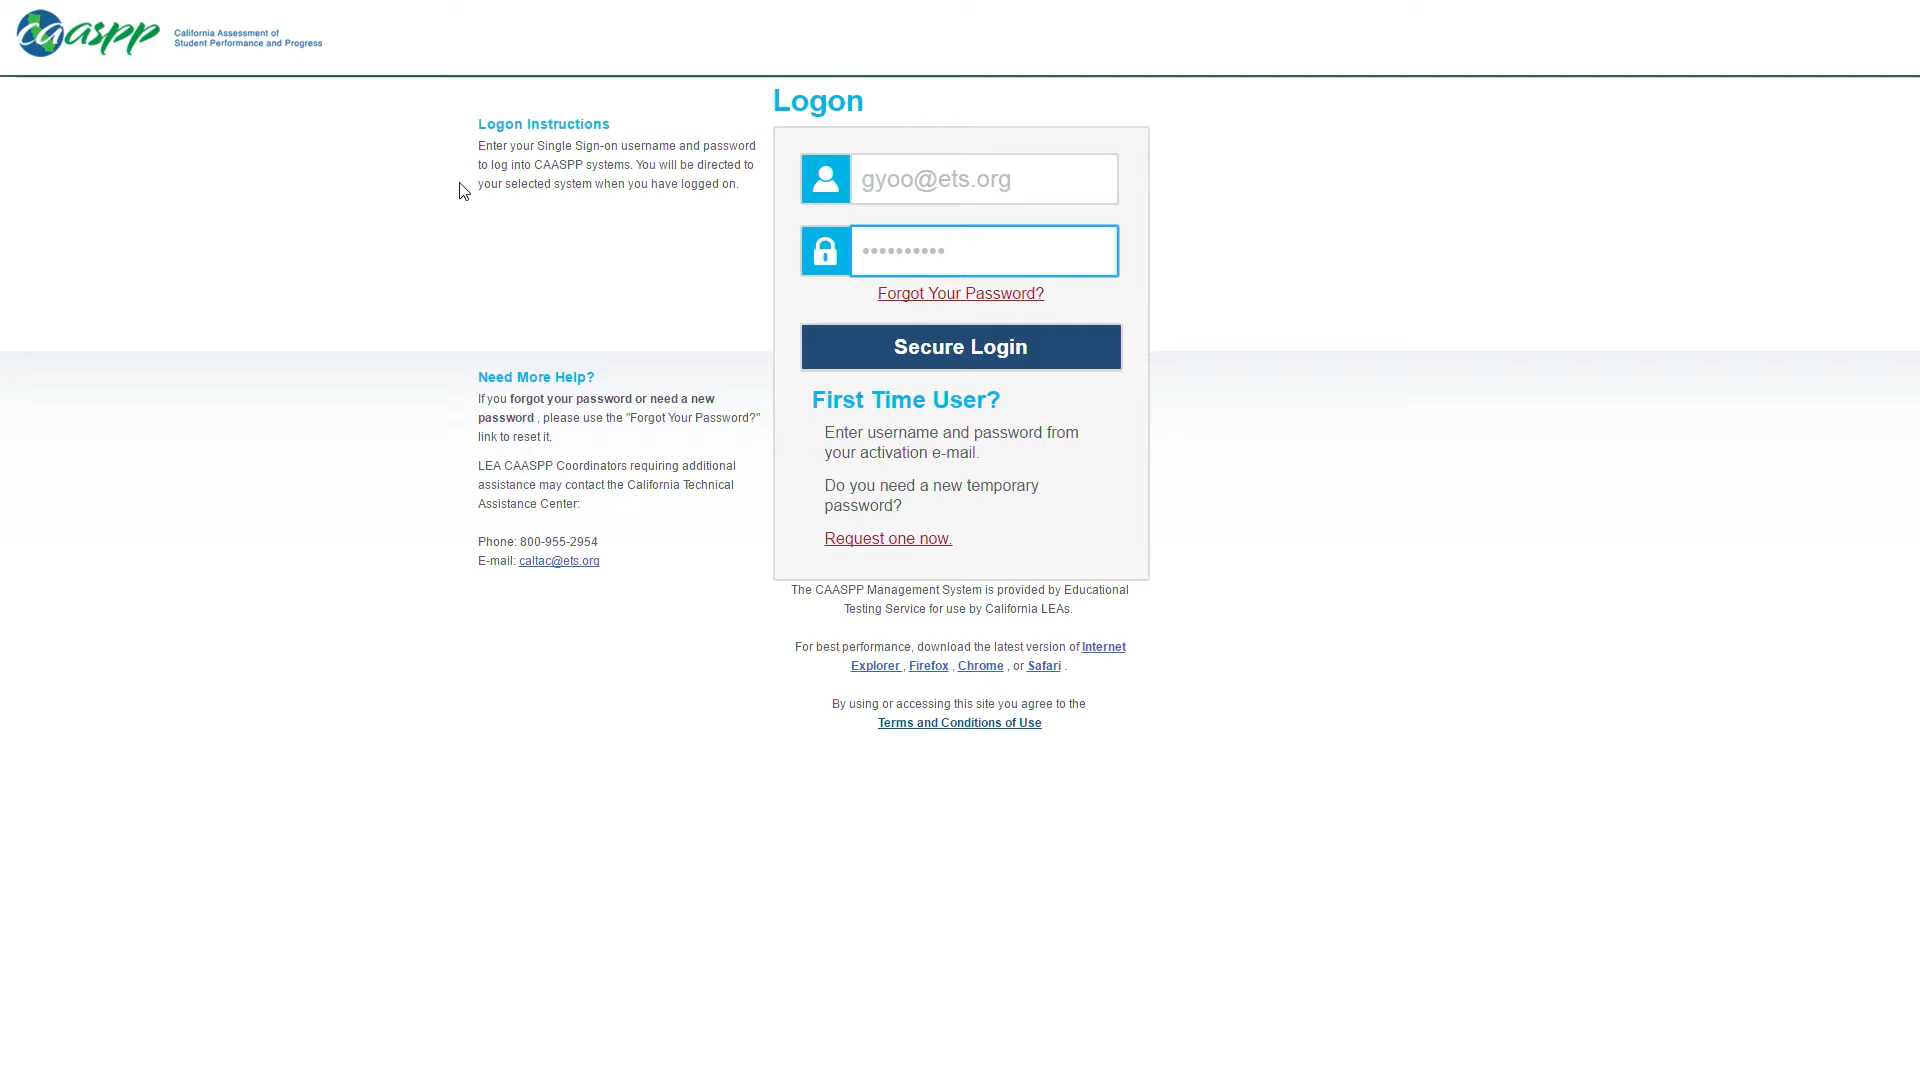 caaspp
California Assessment of
Student Performance and Progress
Logon
Logon Instructions
Enter your Single Sign-on username and password
to log into CAASPP systems. You will be directed to
your selected system when you have logged on.
gyoo@ets.org
••••••••••
Forgot Your Password?
Secure Login
Need More Help?
If you forgot your password or need a new
password , please use the "Forgot Your Password?"
link to reset it.
LEA CAASPP Coordinators requiring additional
assistance may contact the California Technical
Assistance Center:
Phone: 800-955-2954
E-mail: caltac@ets.org
First Time User?
Enter username and password from
your activation e-mail.
Do you need a new temporary
password?
Request one now.
The CAASPP Management System is provided by Educational
Testing Service for use by California LEAs.
For best performance, download the latest version of Internet
Explorer , Firefox , Chrome , or Safari .
By using or accessing this site you agree to the
Terms and Conditions of Use